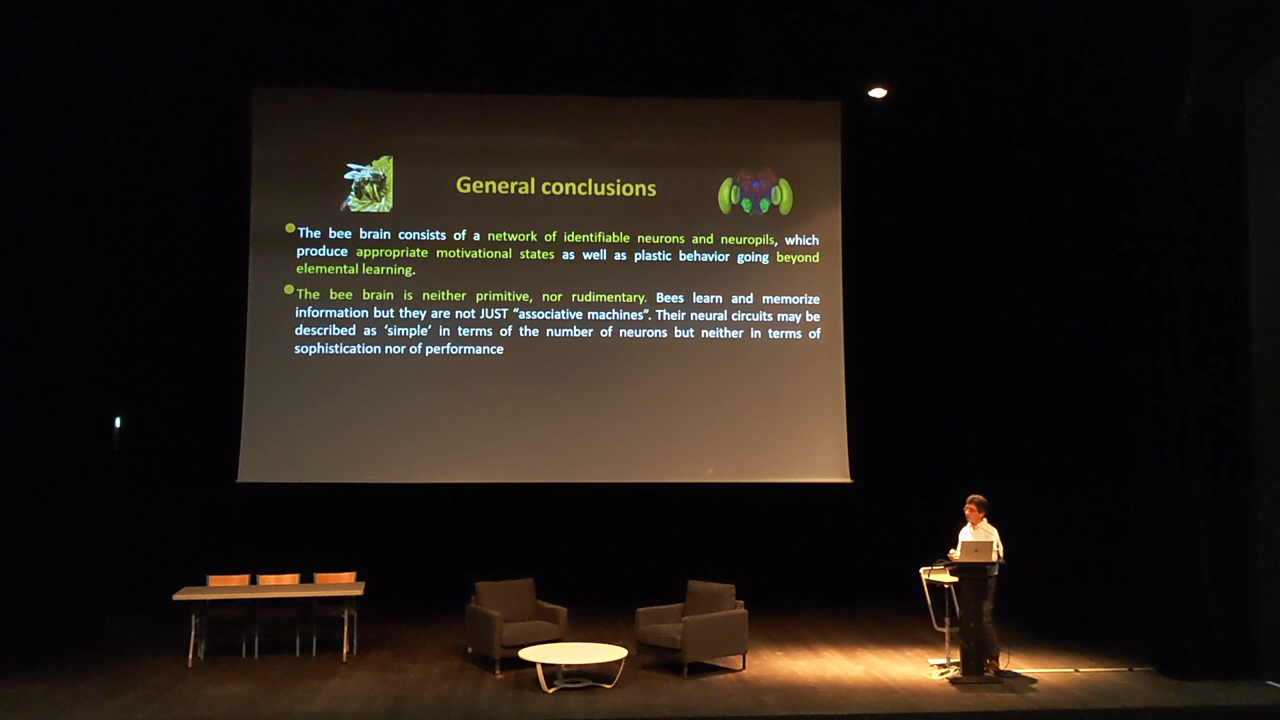 General conclusions
The bee brain consists of a network of identifiable neurons and neuropils, which
produce appropriate motivational states as well as plastic behavior going beyond
elemental learning.
The bee brain is neither primitive, nor rudimentary. Bees learn and memorize
information but they are not JUST “associative machines”. Their neural circuits may be
described as ‘simple’ in terms of the number of neurons but neither in terms of
sophistication nor of performance